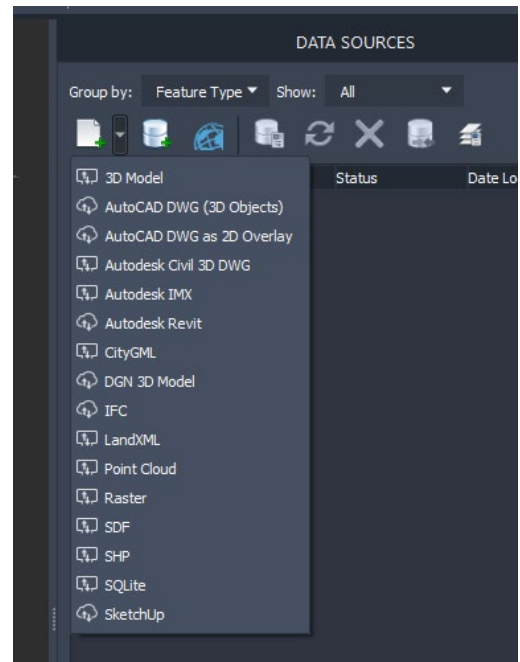 DATA SOURCES
Group by: Feature Type Show: All
Status Date Lo
3D Model
AutoCAD DWG (3D Objects)
AutoCAD DWG as 2D Overlay
Autodesk Civil 3D DWG
Autodesk IMX
Autodesk Revit
CityGML
DGN 3D Model
IFC
LandXML
Point Cloud
Raster
SDF
SHP
SQLite
SketchUp